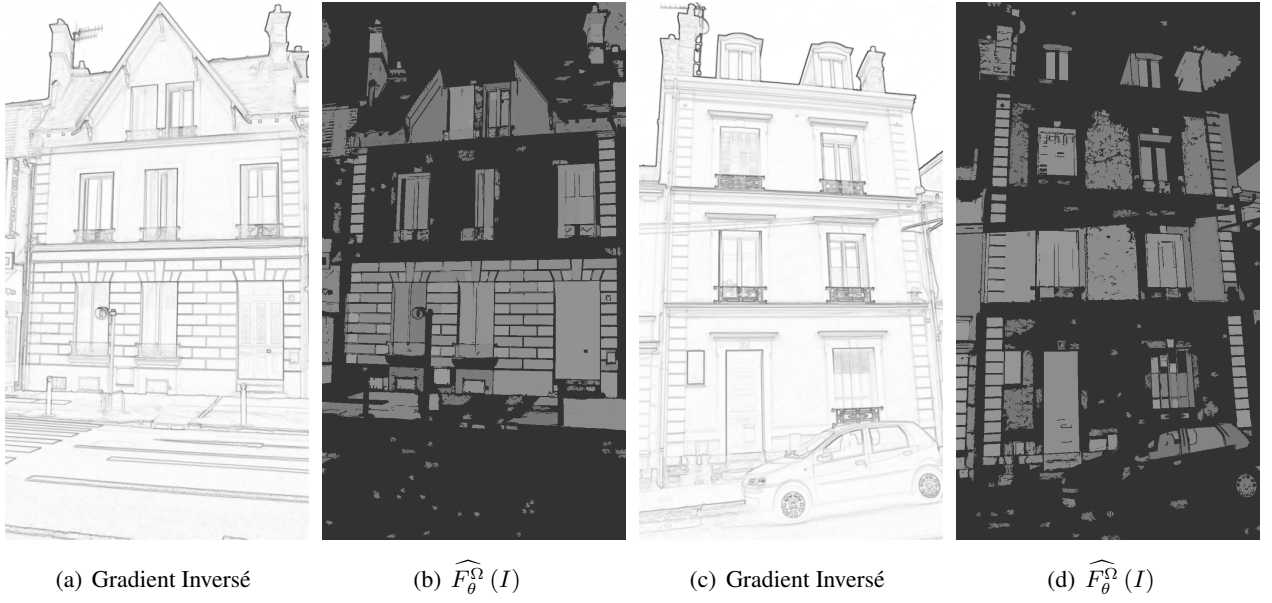 (a) Gradient Inversé
(b) $\widehat{F_\theta^\Omega}(I)$
(c) Gradient Inversé
(d) $\widehat{F_\theta^\Omega}(I)$